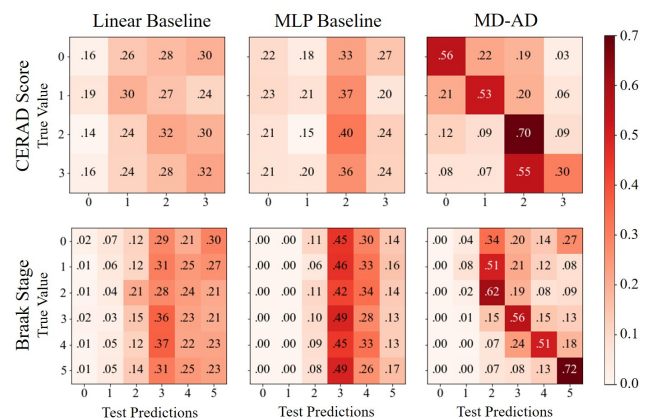 Linear Baseline MLP Baseline MD-AD
CERAD Score
True Value
0 .16 .26 .28 .30 .22 .18 .33 .27 .56 .22 .19 .03
1 .19 .30 .27 .24 .23 .21 .37 .20 .21 .53 .20 .06
2 .14 .24 .32 .30 .21 .15 .40 .24 .12 .09 .70 .09
3 .16 .24 .28 .32 .21 .20 .36 .24 .08 .07 .55 .30
0 1 2 3 0 1 2 3 0 1 2 3
Braak Stage
True Value
0 .02 .07 .12 .29 .21 .30 .00 .00 .11 .45 .30 .14 .00 .04 .34 .20 .14 .27
1 .01 .06 .12 .31 .25 .27 .00 .00 .06 .46 .33 .16 .00 .08 .51 .21 .12 .08
2 .01 .04 .21 .28 .24 .21 .00 .00 .11 .42 .34 .14 .00 .02 .62 .19 .08 .09
3 .02 .03 .15 .36 .23 .21 .00 .00 .10 .49 .28 .13 .00 .01 .15 .56 .15 .13
4 .01 .03 .12 .37 .22 .23 .00 .00 .09 .45 .33 .13 .00 .00 .07 .24 .51 .18
5 .01 .05 .14 .31 .25 .23 .00 .00 .08 .49 .26 .17 .00 .00 .07 .08 .13 .72
0 1 2 3 4 5 0 1 2 3 4 5 0 1 2 3 4 5
Test Predictions Test Predictions Test Predictions
0.7
0.6
0.5
0.4
0.3
0.2
0.1
0.0